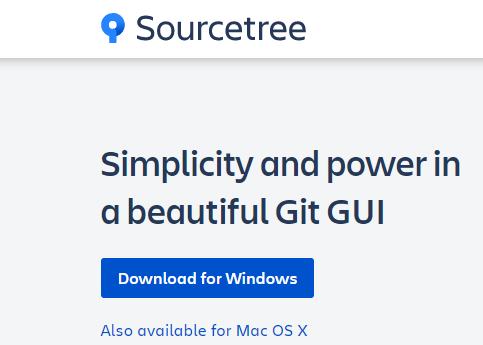 Sourcetree
Simplicity and power in
a beautiful Git GUI
Download for Windows
Also available for Mac OS X